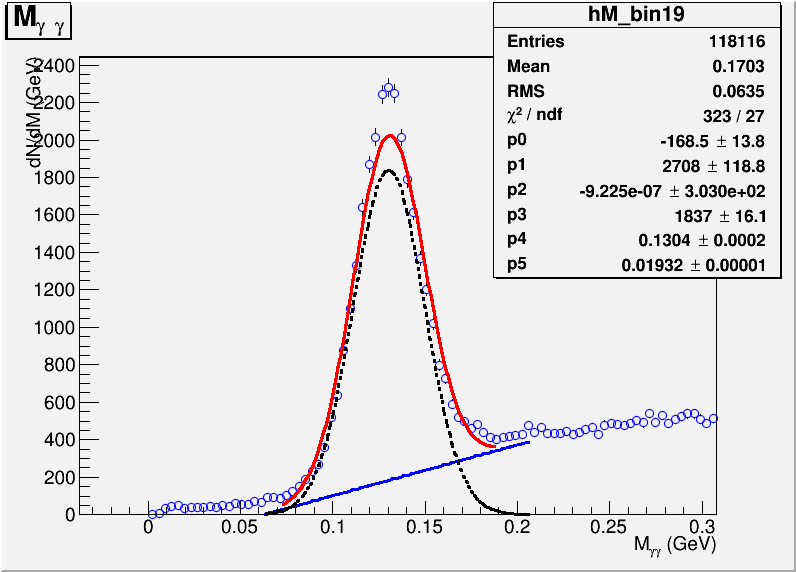 Mγ γ
hM_bin19
Entries 118116
Mean 0.1703
RMS 0.0635
χ² / ndf 323 / 27
p0 -168.5 ± 13.8
p1 2708 ± 118.8
p2 -9.225e-07 ± 3.030e+02
p3 1837 ± 16.1
p4 0.1304 ± 0.0002
p5 0.01932 ± 0.00001
dN/dM (GeV)
2400
2200
2000
1800
1600
1400
1200
1000
800
600
400
200
0
0 0.05 0.1 0.15 0.2 0.25 0.3
Mγγ (GeV)